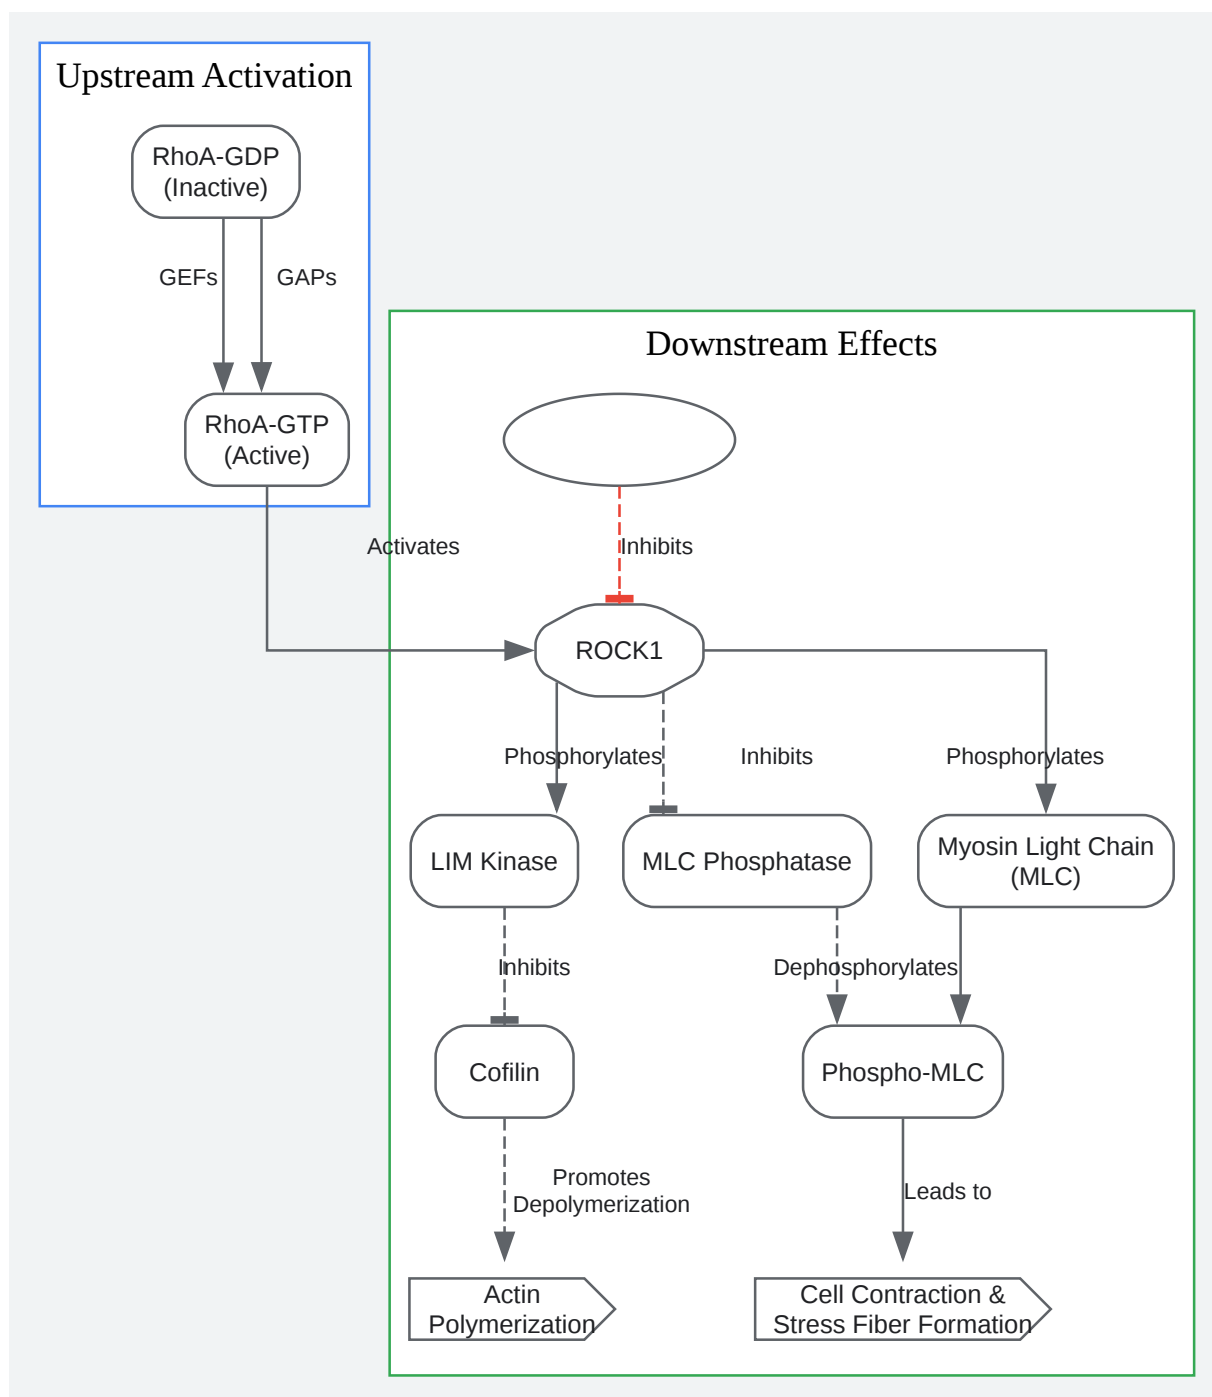 Upstream Activation
RhoA-GDP
(Inactive)
GEFs
GAPs
RhoA-GTP
(Active)
Downstream Effects
Activates
Inhibits
ROCK1
Phosphorylates
Inhibits
Phosphorylates
LIM Kinase
MLC Phosphatase
Myosin Light Chain
(MLC)
Inhibits
Dephosphorylates
Cofilin
Phospho-MLC
Promotes
Depolymerization
Leads to
Actin
Polymerization
Cell Contraction &
Stress Fiber Formation